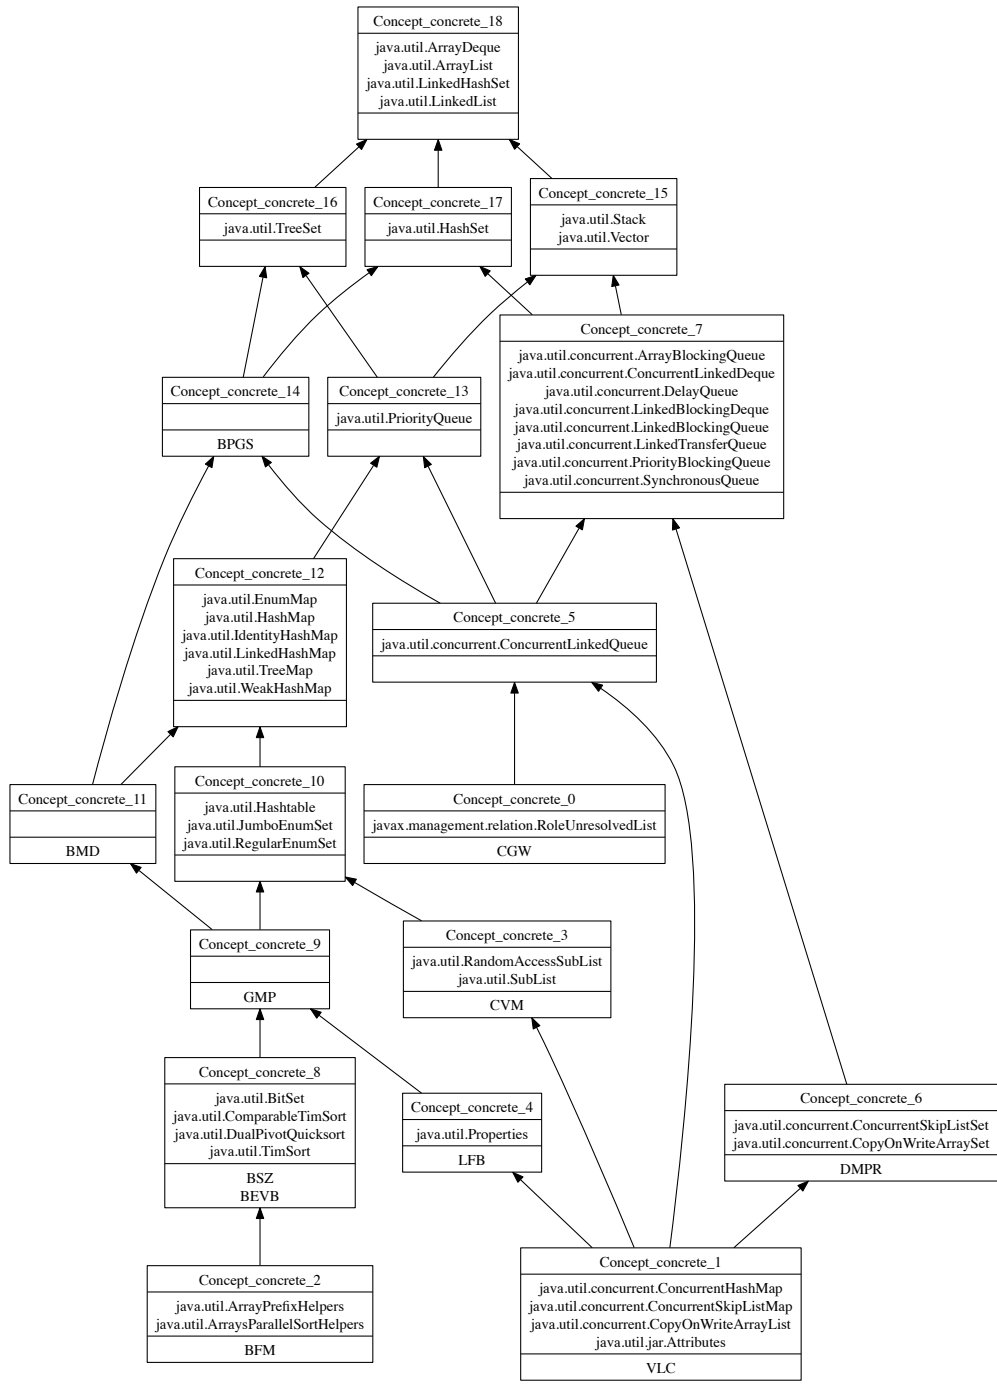 Concept_concrete_18
java.util.ArrayDeque
java.util.ArrayList
java.util.LinkedHashSet
java.util.LinkedList
Concept_concrete_16
java.util.TreeSet
Concept_concrete_17
java.util.HashSet
Concept_concrete_15
java.util.Stack
java.util.Vector
Concept_concrete_7
java.util.concurrent.ArrayBlockingQueue
java.util.concurrent.ConcurrentLinkedDeque
java.util.concurrent.DelayQueue
java.util.concurrent.LinkedBlockingDeque
java.util.concurrent.LinkedBlockingQueue
java.util.concurrent.LinkedTransferQueue
java.util.concurrent.PriorityBlockingQueue
java.util.concurrent.SynchronousQueue
Concept_concrete_14
BPGS
Concept_concrete_13
java.util.PriorityQueue
Concept_concrete_12
java.util.EnumMap
java.util.HashMap
java.util.IdentityHashMap
java.util.LinkedHashMap
java.util.TreeMap
java.util.WeakHashMap
Concept_concrete_5
java.util.concurrent.ConcurrentLinkedQueue
Concept_concrete_11
BMD
Concept_concrete_10
java.util.Hashtable
java.util.JumboEnumSet
java.util.RegularEnumSet
Concept_concrete_0
javax.management.relation.RoleUnresolvedList
CGW
Concept_concrete_9
GMP
Concept_concrete_3
java.util.RandomAccessSubList
java.util.SubList
CVM
Concept_concrete_8
java.util.BitSet
java.util.ComparableTimSort
java.util.DualPivotQuicksort
java.util.TimSort
BSZ
BEVB
Concept_concrete_4
java.util.Properties
LFB
Concept_concrete_6
java.util.concurrent.ConcurrentSkipListSet
java.util.concurrent.CopyOnWriteArraySet
DMPR
Concept_concrete_2
java.util.ArrayPrefixHelpers
java.util.ArraysParallelSortHelpers
BFM
Concept_concrete_1
java.util.concurrent.ConcurrentHashMap
java.util.concurrent.ConcurrentSkipListMap
java.util.concurrent.CopyOnWriteArrayList
java.util.jar.Attributes
VLC